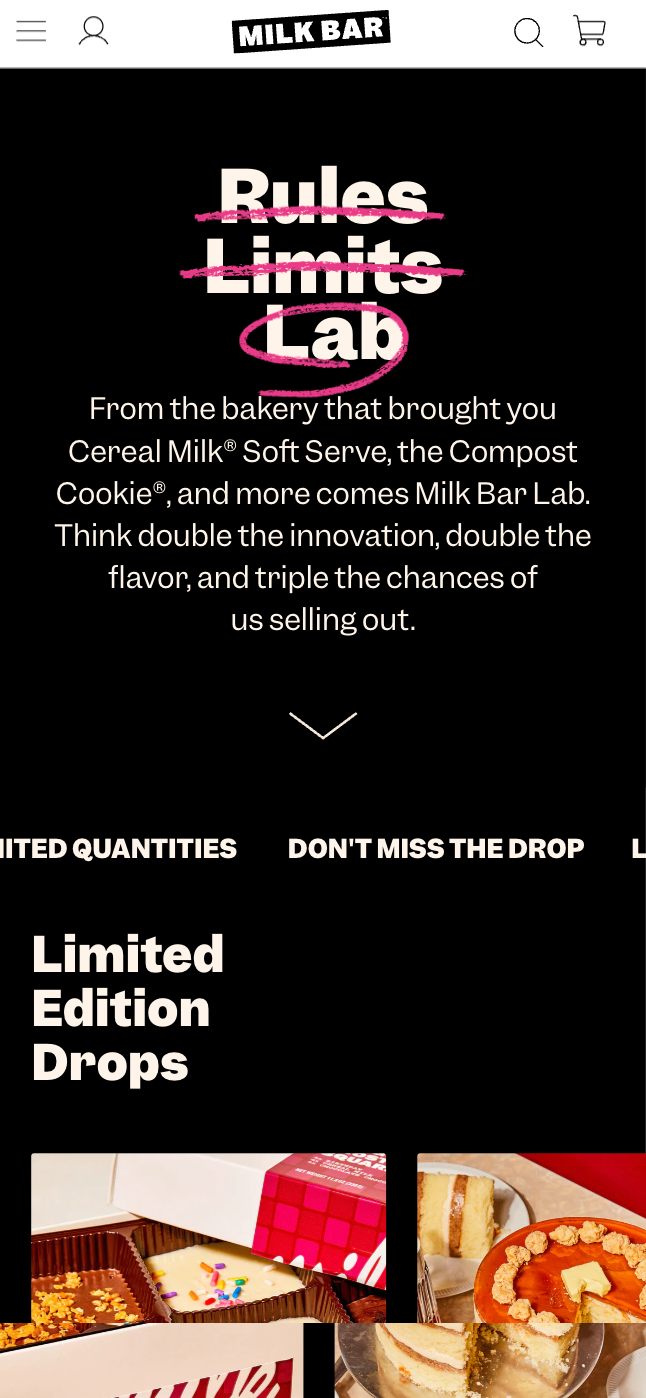 MILK BAR
Rules
Limits
Lab
From the bakery that brought you
Cereal Milk® Soft Serve, the Compost
Cookie®, and more comes Milk Bar Lab.
Think double the innovation, double the
flavor, and triple the chances of
us selling out.
QUANTITIES DON'T MISS THE DROP
Limited
Edition
Drops